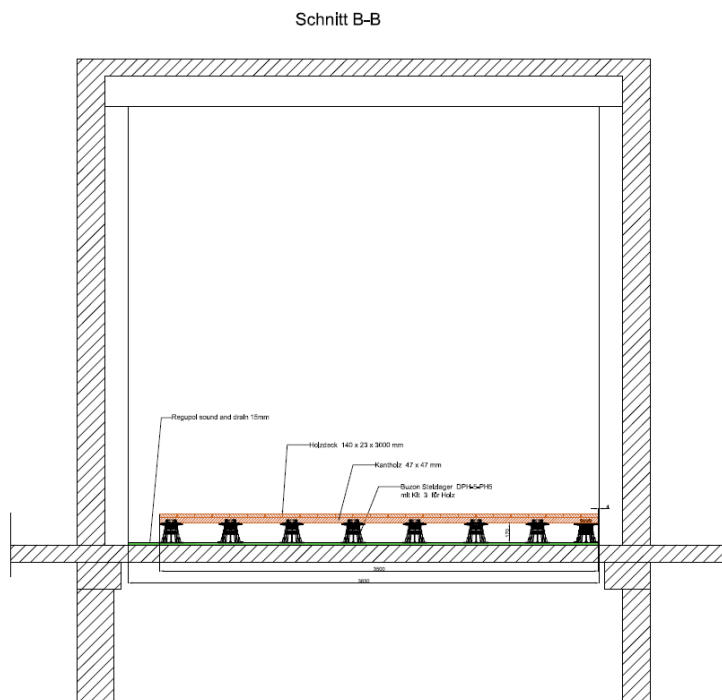 Schnitt B-B
Regupol sound and drain 15mm
Holzdeck 140 x 23 x 3000 mm
Kantholz 47 x 47 mm
Buzon Stelzlager DPH-5-PH5
mit Kit 3 für Holz
3500